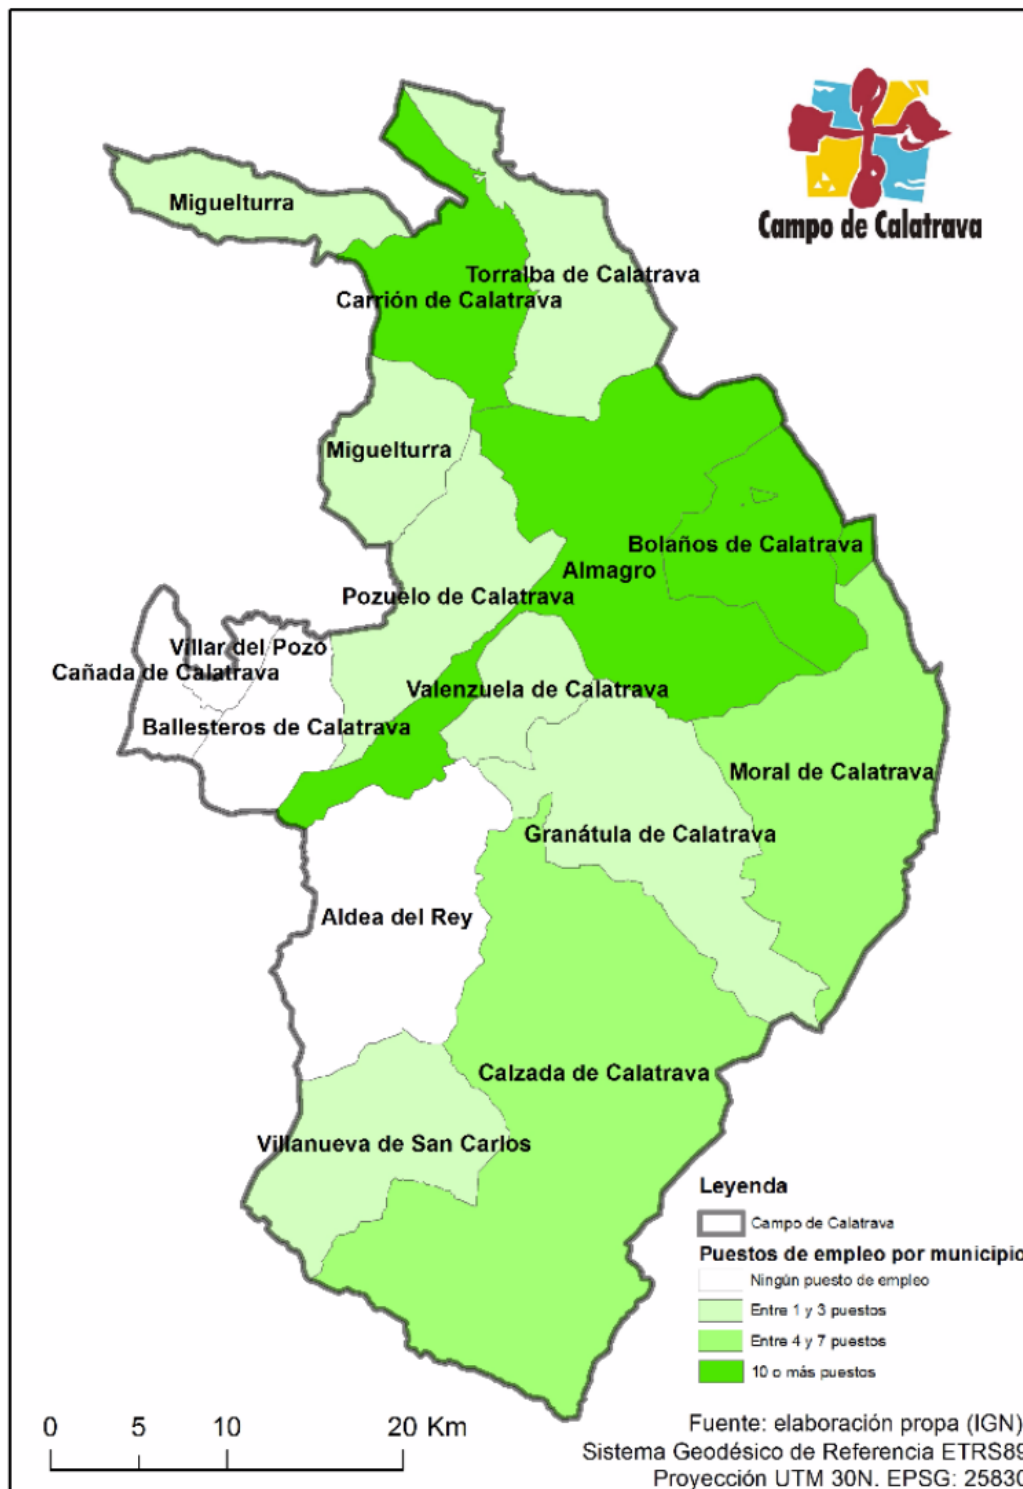 Campo de Calatrava
Miguelturra
Torralba de Calatrava
Carrión de Calatrava
Miguelturra
Bolaños de Calatrava
Almagro
Pozuelo de Calatrava
Villar del Pozo
Cañada de Calatrava
Valenzuela de Calatrava
Ballesteros de Calatrava
Moral de Calatrava
Granátula de Calatrava
Aldea del Rey
Calzada de Calatrava
Villanueva de San Carlos
Leyenda
Campo de Calatrava
Puestos de empleo por municipio
Ningún puesto de empleo
Entre 1 y 3 puestos
Entre 4 y 7 puestos
10 o más puestos
0 5 10 20 Km
Fuente: elaboración propa (IGN)
Sistema Geodésico de Referencia ETRS89
Proyección UTM 30N. EPSG: 25830